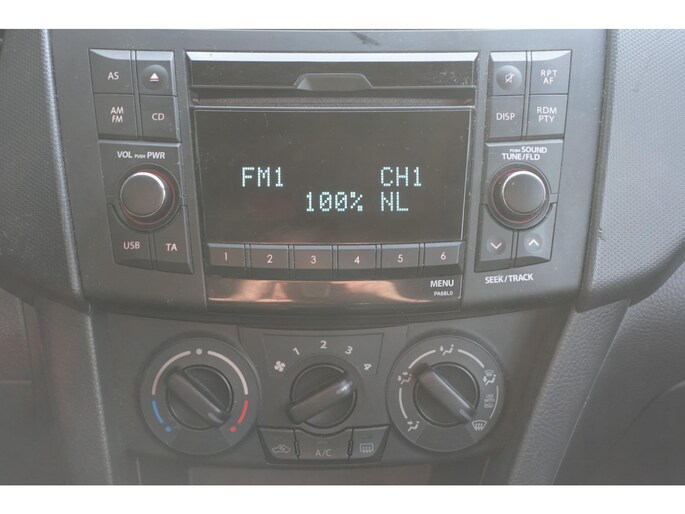 AS
RPT
AF
AM
FM
CD
DISP
RDM
PTY
VOL PUSH PWR
PUSH SOUND
TUNE/FLD
FM1 CH1
100% NL
USB TA
1 2 3 4 5 6
MENU
PA88L0
SEEK/TRACK
1 2 3 4
A/C